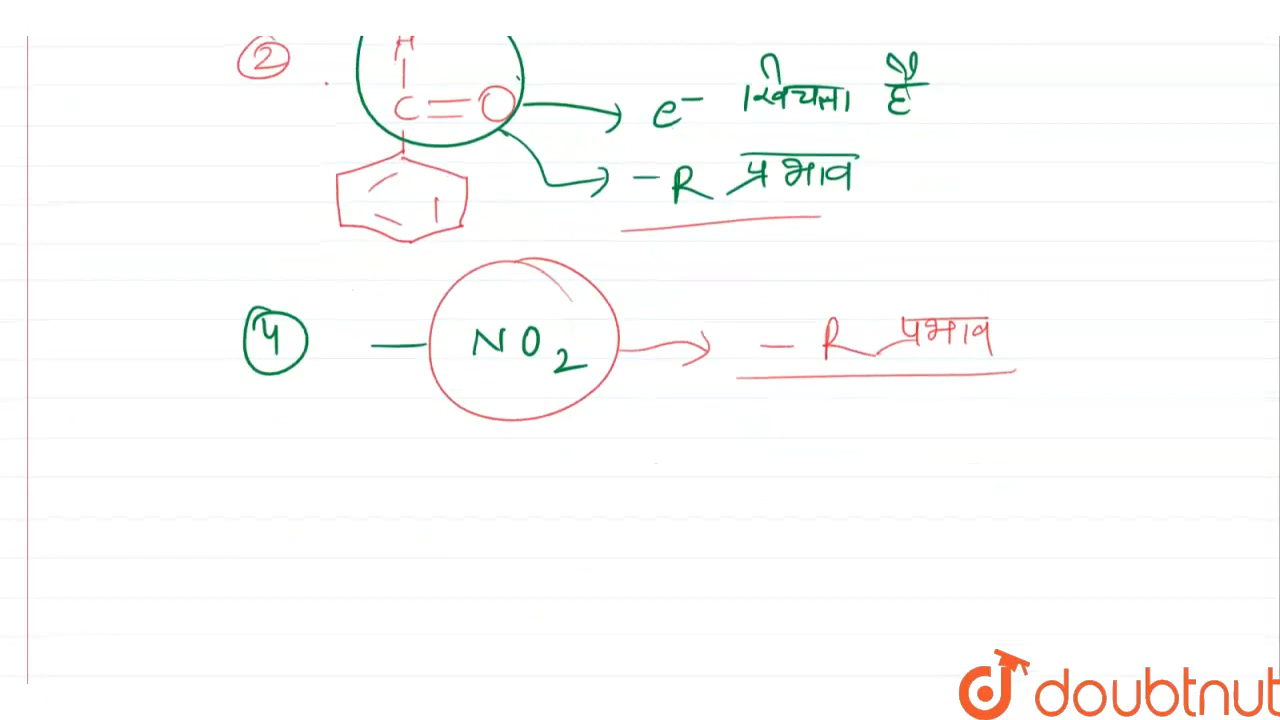 2
H
C=O
e⁻ खिंचता है
-R प्रभाव
4 -NO₂ -R प्रभाव
doubtnut